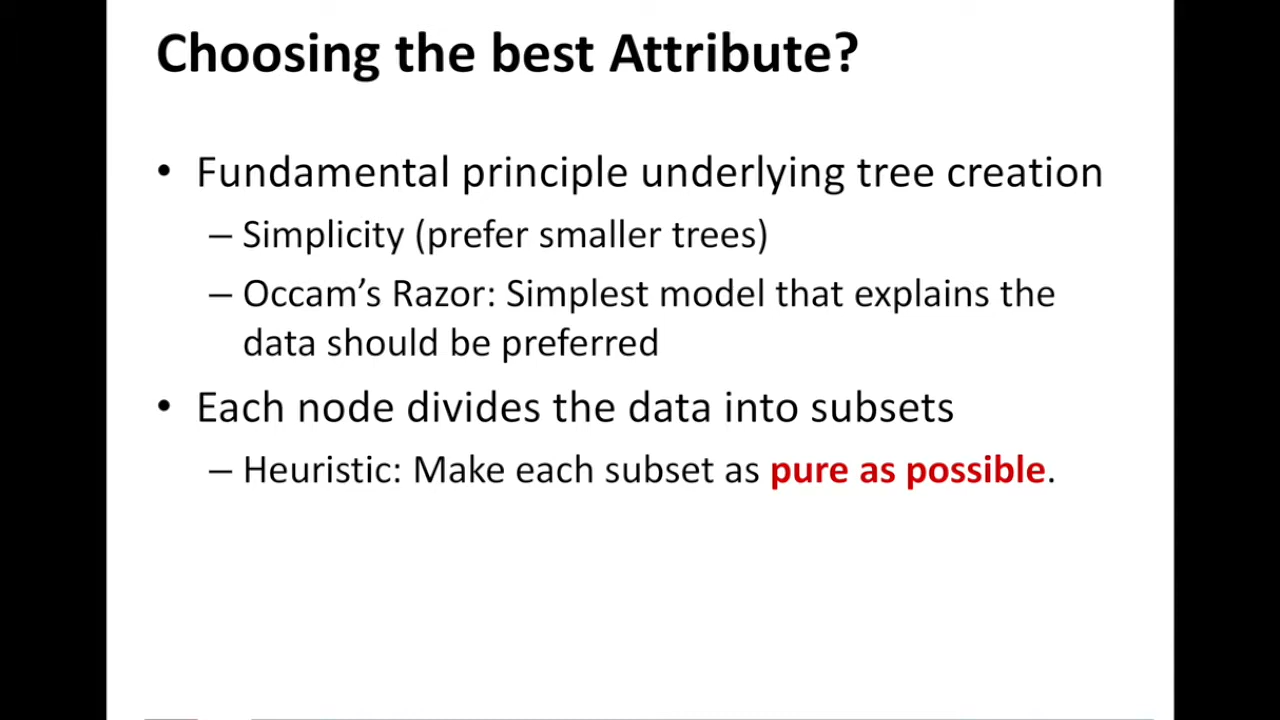 Choosing the best Attribute?
• Fundamental principle underlying tree creation
– Simplicity (prefer smaller trees)
– Occam’s Razor: Simplest model that explains the
data should be preferred
• Each node divides the data into subsets
– Heuristic: Make each subset as pure as possible.